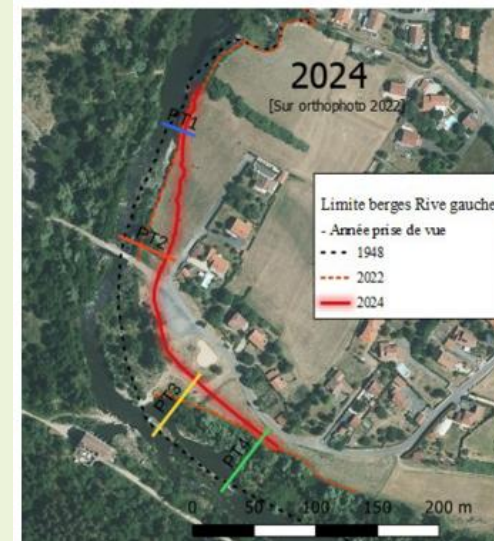 2024
[Sur orthophoto 2022]
PT1
Limite berges Rive gauche
- Année prise de vue
1948
2022
2024
PT2
PT3
PT4
0 50 100 150 200 m